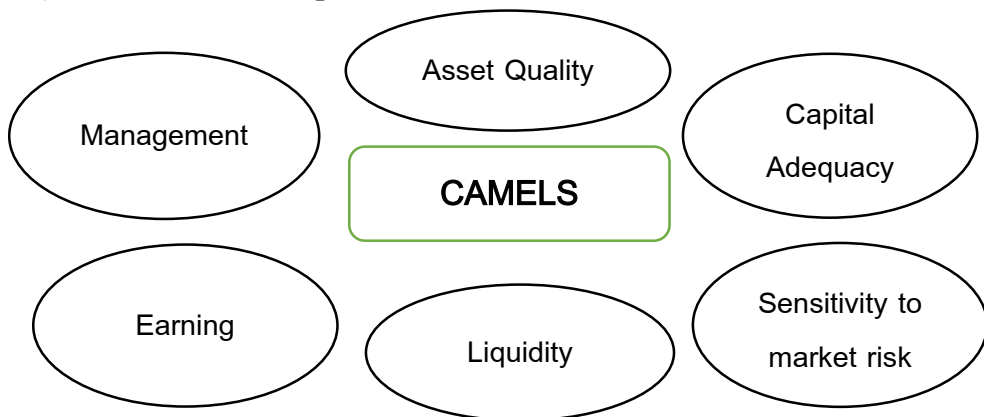 Asset Quality
Management
Capital
Adequacy
CAMELS
Earning
Liquidity
Sensitivity to
market risk